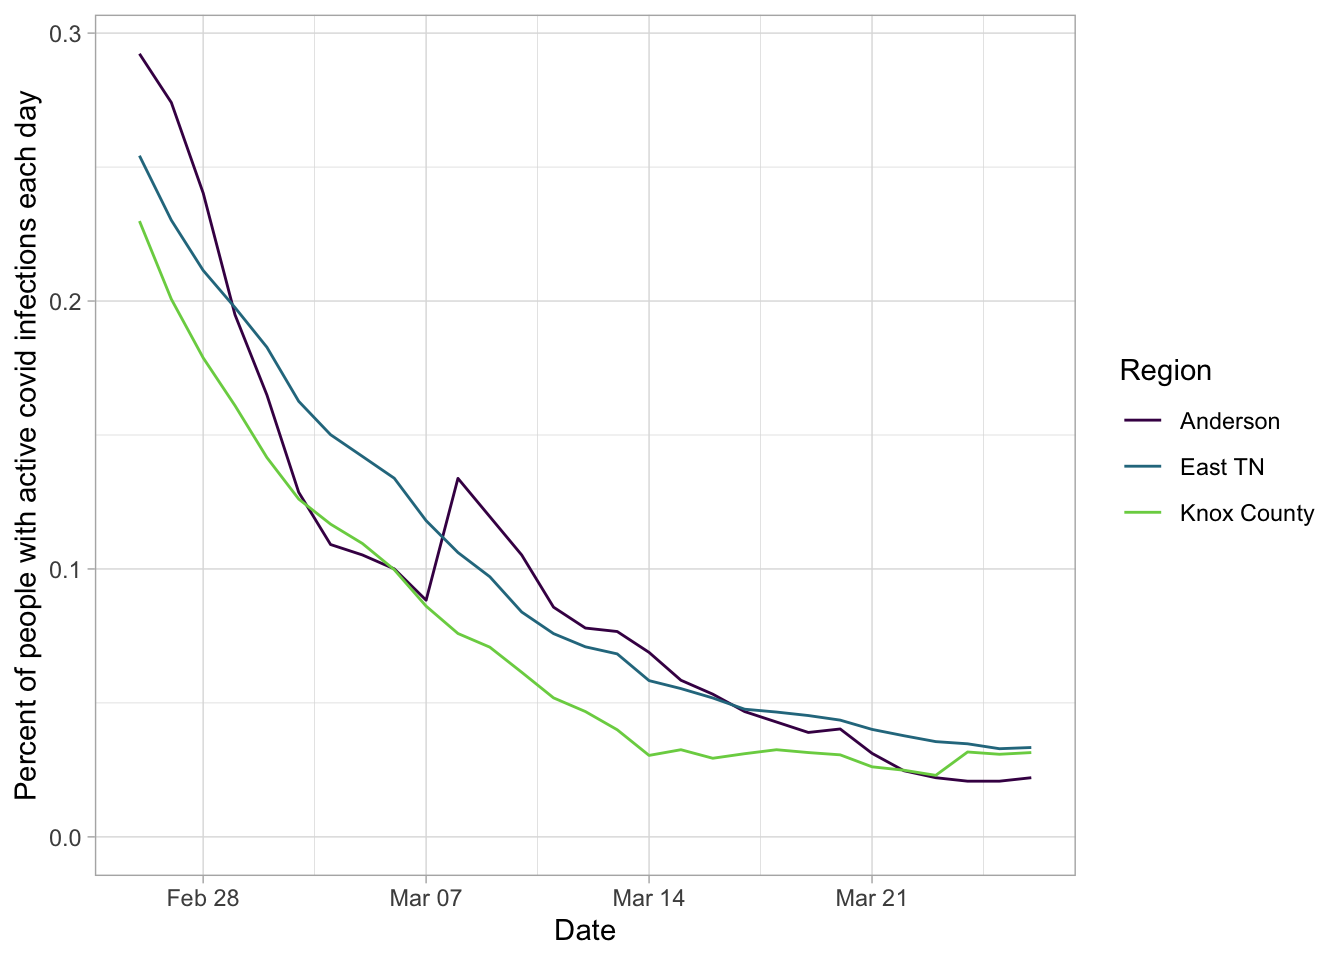 Percent of people with active covid infections each day
0.3
0.2
0.1
0.0
Feb 28
Mar 07
Mar 14
Mar 21
Date
Region
Anderson
East TN
Knox County